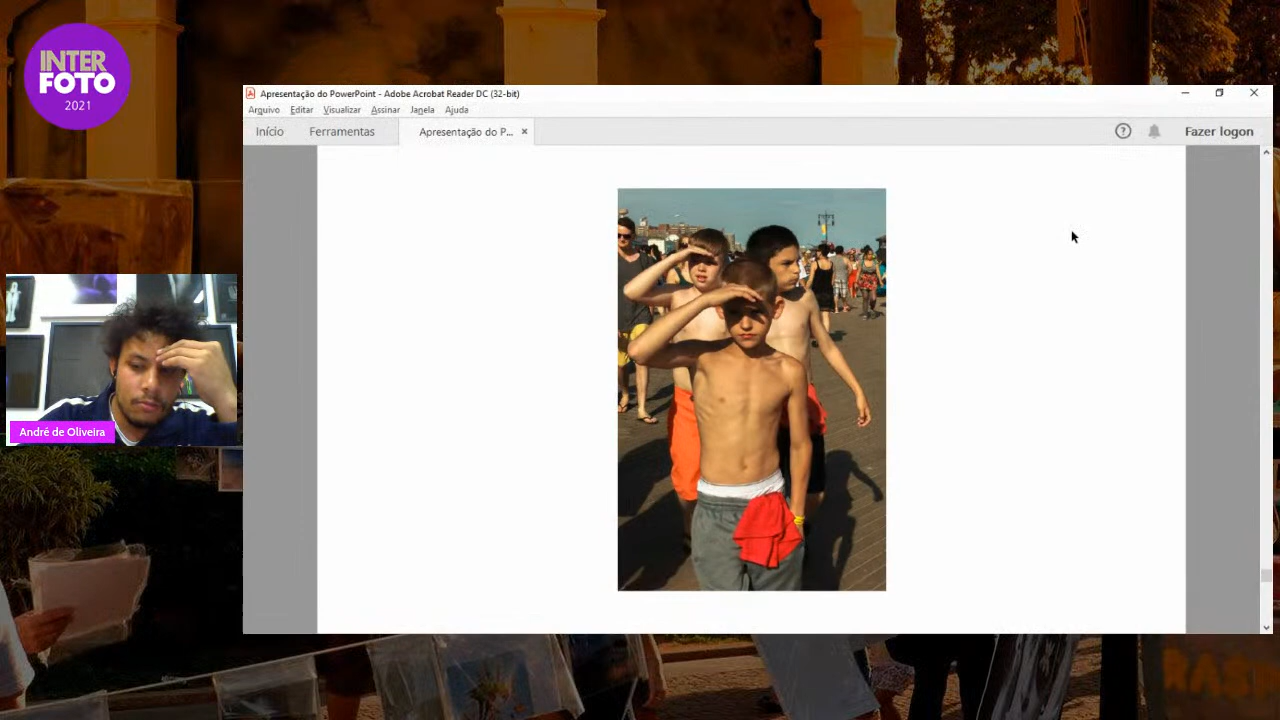 INTER
FOTO
2021
Apresentação do PowerPoint - Adobe Acrobat Reader DC (32-bit)
Arquivo Editar Visualizar Assinar Janela Ajuda
Início Ferramentas Apresentação do P... × Fazer logon
André de Oliveira